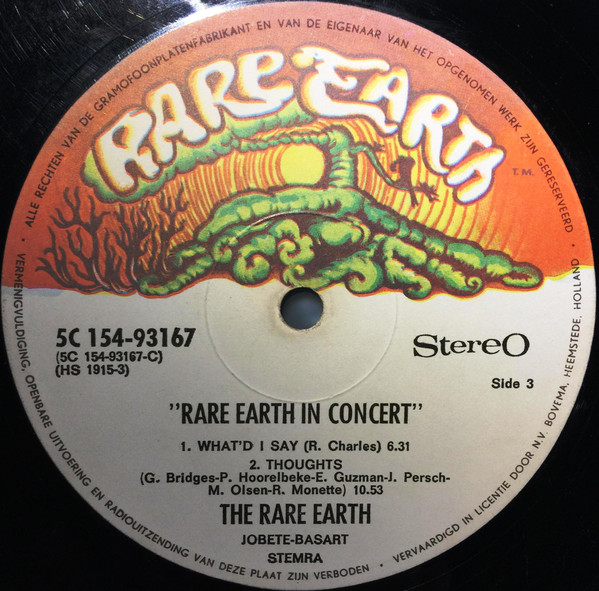 • ALLE RECHTEN VAN DE GRAMOFOONPLATENFABRIKANT EN VAN DE EIGENAAR VAN HET OPGENOMEN WERK ZIJN GERESERVEERD •
RARE EARTH
T.M.
5C 154-93167
(5C 154-93167-C)
(HS 1915-3)
StereO
Side 3
"RARE EARTH IN CONCERT"
1. WHAT'D I SAY (R. Charles) 6.31
2. THOUGHTS
(G. Bridges-P. Hoorelbeke-E. Guzman-J. Persch-
M. Olsen-R. Monette) 10.53
THE RARE EARTH
JOBETE-BASART
STEMRA
VERMENIGVULDIGING, OPENBARE UITVOERING EN RADIOUITZENDING VAN DEZE PLAAT ZIJN VERBODEN • VERVAARDIGD IN LICENTIE DOOR N.V. BOVEMA, HEEMSTEDE, HOLLAND •